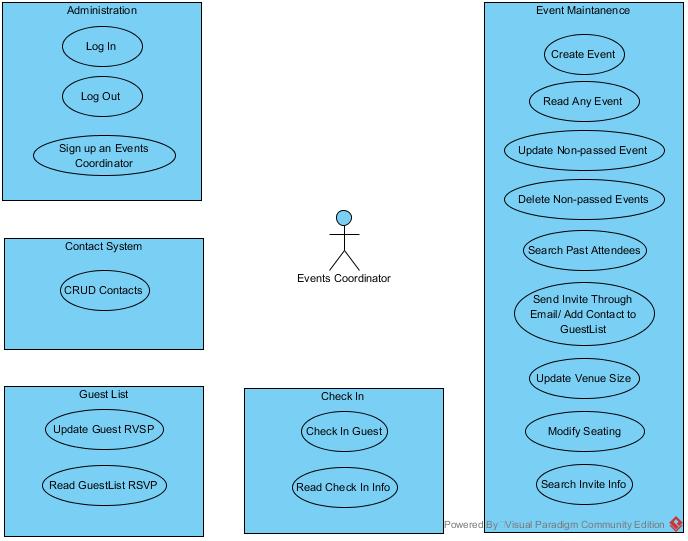 Administration
Log In
Log Out
Sign up an Events
Coordinator
Contact System
CRUD Contacts
Guest List
Update Guest RVSP
Read GuestList RSVP
Events Coordinator
Check In
Check In Guest
Read Check In Info
Event Maintanence
Create Event
Read Any Event
Update Non-passed Event
Delete Non-passed Events
Search Past Attendees
Send Invite Through
Email/ Add Contact to
GuestList
Update Venue Size
Modify Seating
Search Invite Info
Powered By Visual Paradigm Community Edition